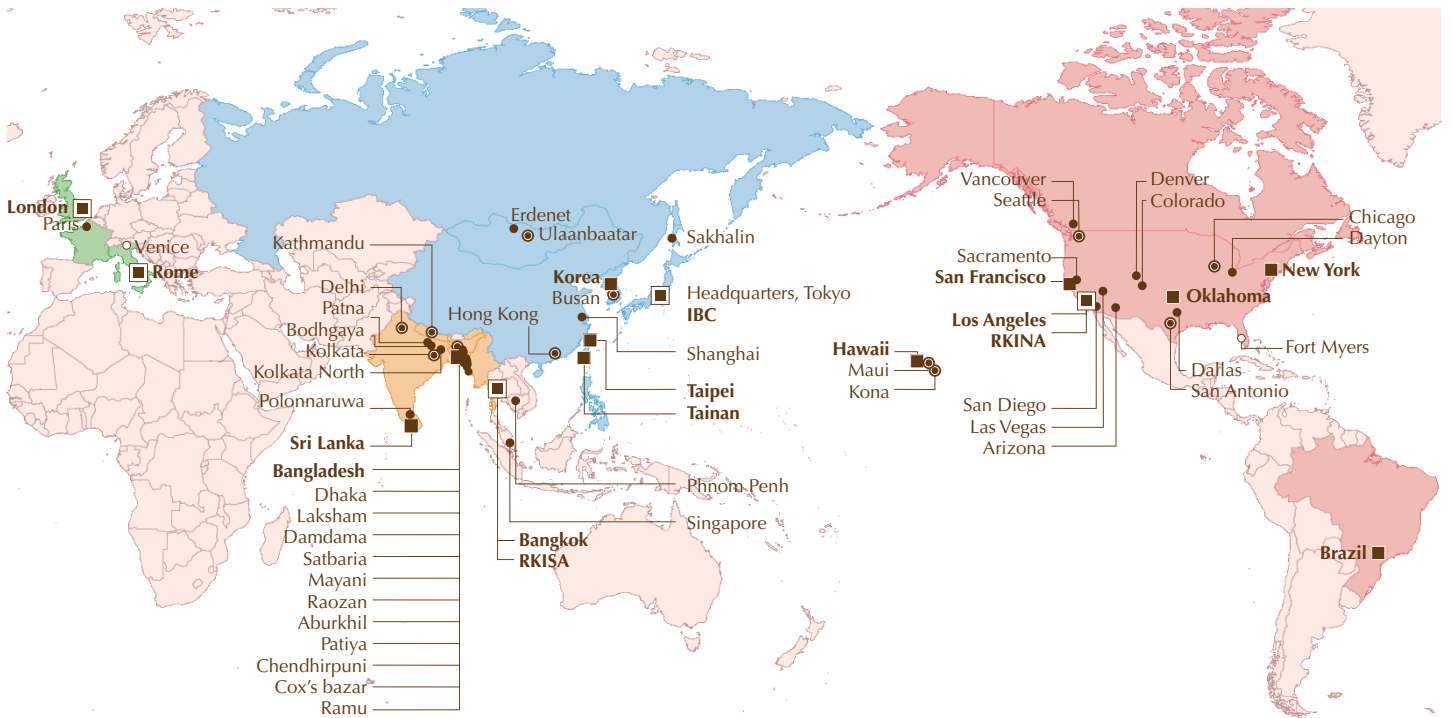 London
Paris
Venice
Rome
Kathmandu
Delhi
Patna
Bodhgaya
Kolkata
Kolkata North
Polonnaruwa
Sri Lanka
Bangladesh
Dhaka
Laksham
Damdama
Satbaria
Mayani
Raozan
Aburkhil
Patiya
Chendhirpuni
Cox's bazar
Ramu
Erdenet
Ulaanbaatar
Sakhalin
Korea
Busan
Headquarters, Tokyo
IBC
Hong Kong
Shanghai
Taipei
Tainan
Phnom Penh
Singapore
Bangkok
RKISA
Hawaii
Maui
Kona
Vancouver
Seattle
Sacramento
San Francisco
Los Angeles
RKINA
San Diego
Las Vegas
Arizona
Denver
Colorado
Chicago
Dayton
New York
Oklahoma
Fort Myers
Dallas
San Antonio
Brazil